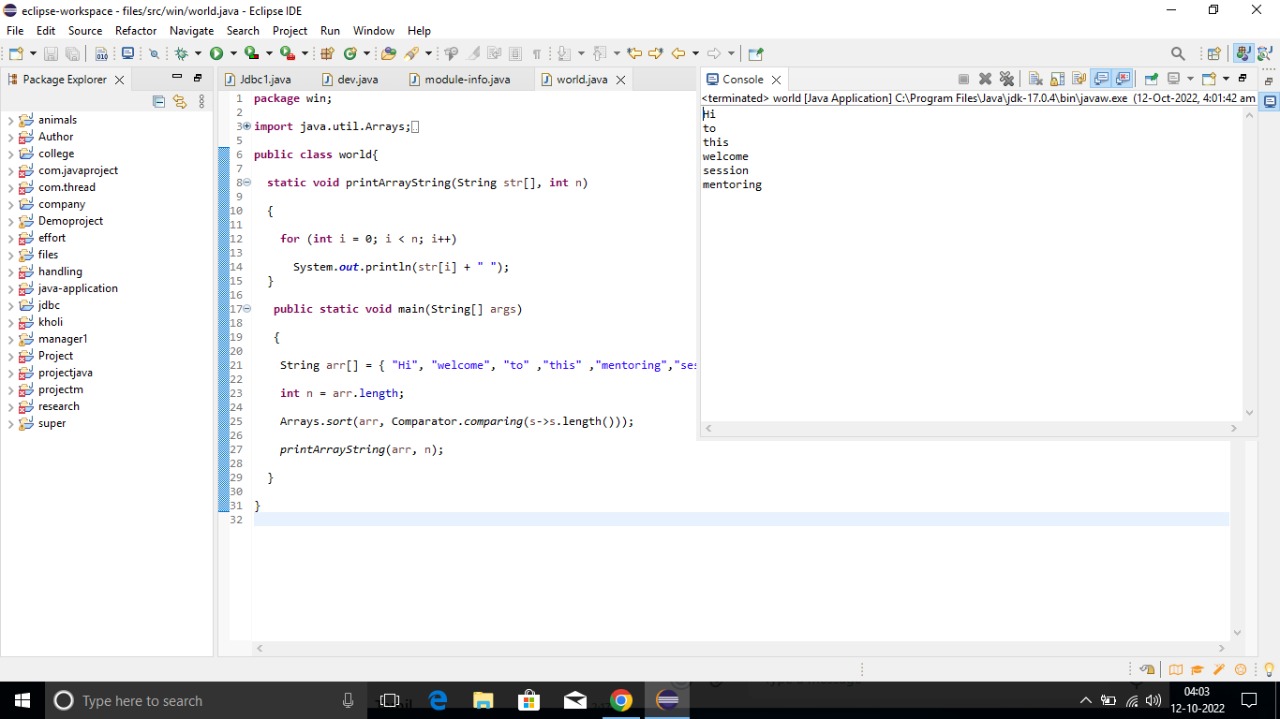 eclipse-workspace - files/src/win/world.java - Eclipse IDE
File Edit Source Refactor Navigate Search Project Run Window Help
Package Explorer
animals
Author
college
com.javaproject
com.thread
company
Demoproject
effort
files
handling
java-application
jdbc
kholi
manager1
Project
projectjava
projectm
research
super
Jdbc1.java dev.java module-info.java world.java
1 package win;
2
3 import java.util.Arrays;
5
6 public class world{
7
8 static void printArrayString(String str[], int n)
9
10 {
11
12 for (int i = 0; i < n; i++)
13
14 System.out.println(str[i] + " ");
15 }
16
17 public static void main(String[] args)
18
19 {
20
21 String arr[] = { "Hi", "welcome", "to" ,"this" ,"mentoring","ses
22
23 int n = arr.length;
24
25 Arrays.sort(arr, Comparator.comparing(s->s.length()));
26
27 printArrayString(arr, n);
28
29 }
30
31 }
32
Console
<terminated> world [Java Application] C:\Program Files\Java\jdk-17.0.4\bin\javaw.exe (12-Oct-2022, 4:01:42 am
Hi
to
this
welcome
session
mentoring
Type here to search
04:03
12-10-2022